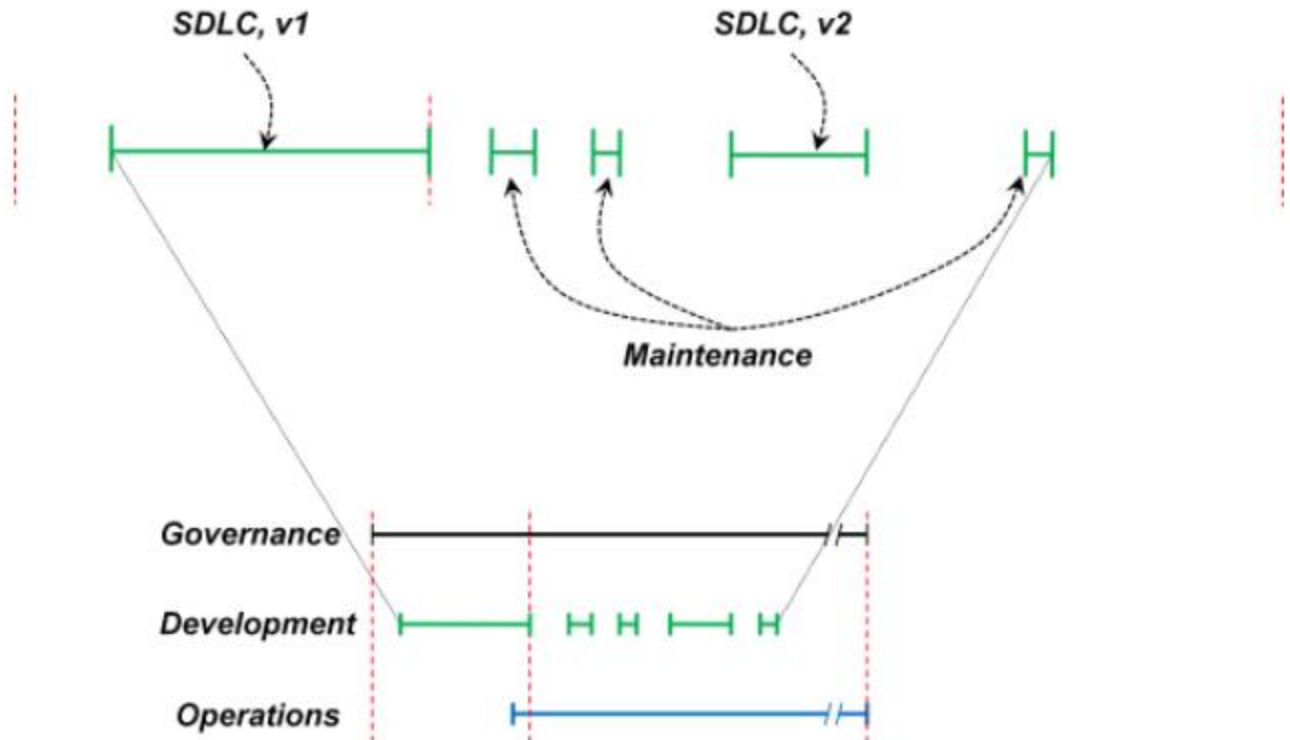 SDLC, v1
SDLC, v2
Maintenance
Governance
Development
Operations